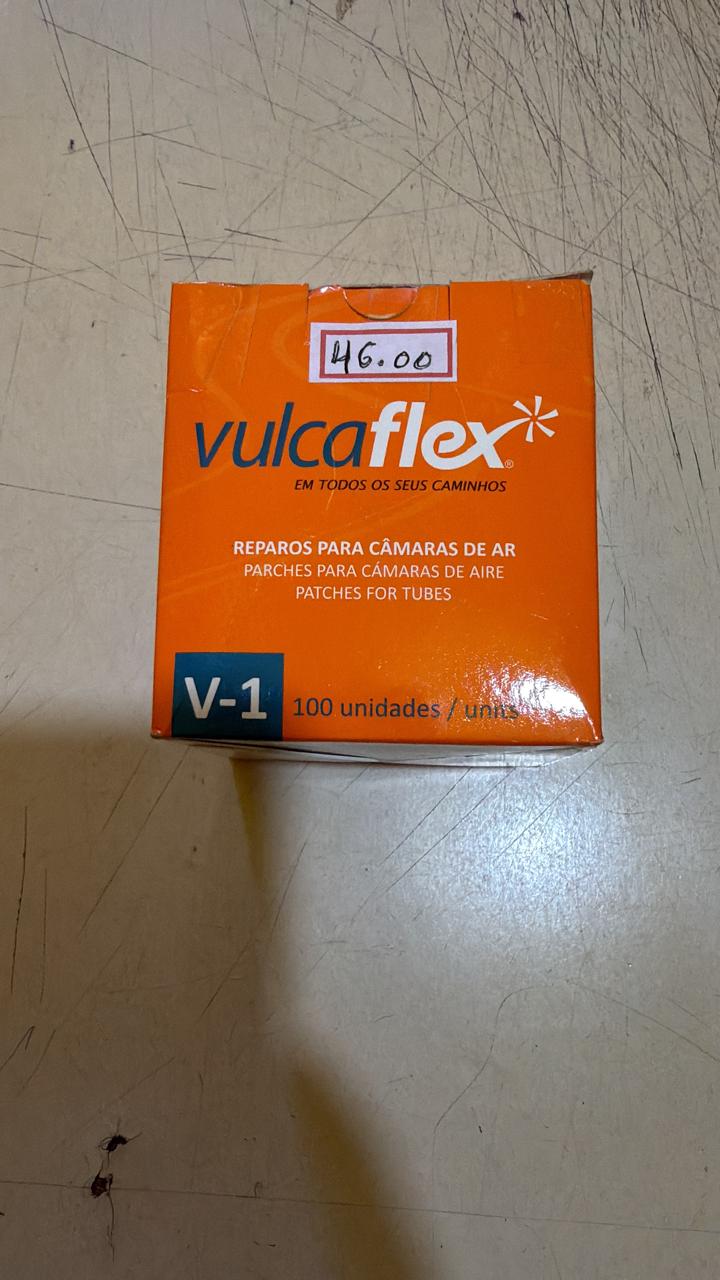 46.00
vulcaflex®
EM TODOS OS SEUS CAMINHOS
REPAROS PARA CÂMARAS DE AR
PARCHES PARA CÁMARAS DE AIRE
PATCHES FOR TUBES
V-1 100 unidades / units